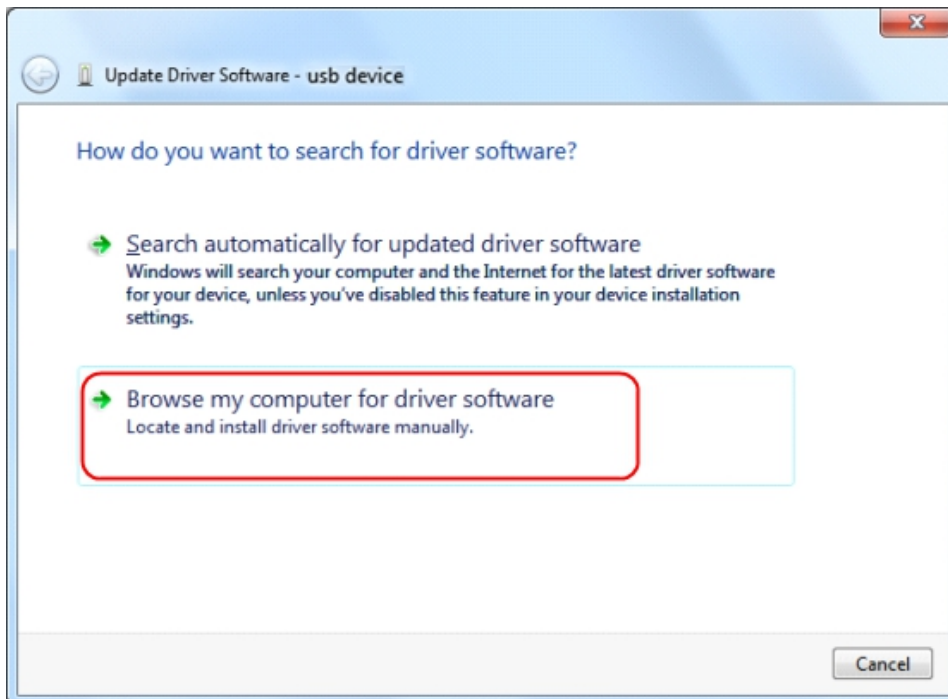 Update Driver Software - usb device
How do you want to search for driver software?
Search automatically for updated driver software
Windows will search your computer and the Internet for the latest driver software
for your device, unless you've disabled this feature in your device installation
settings.
Browse my computer for driver software
Locate and install driver software manually.
Cancel